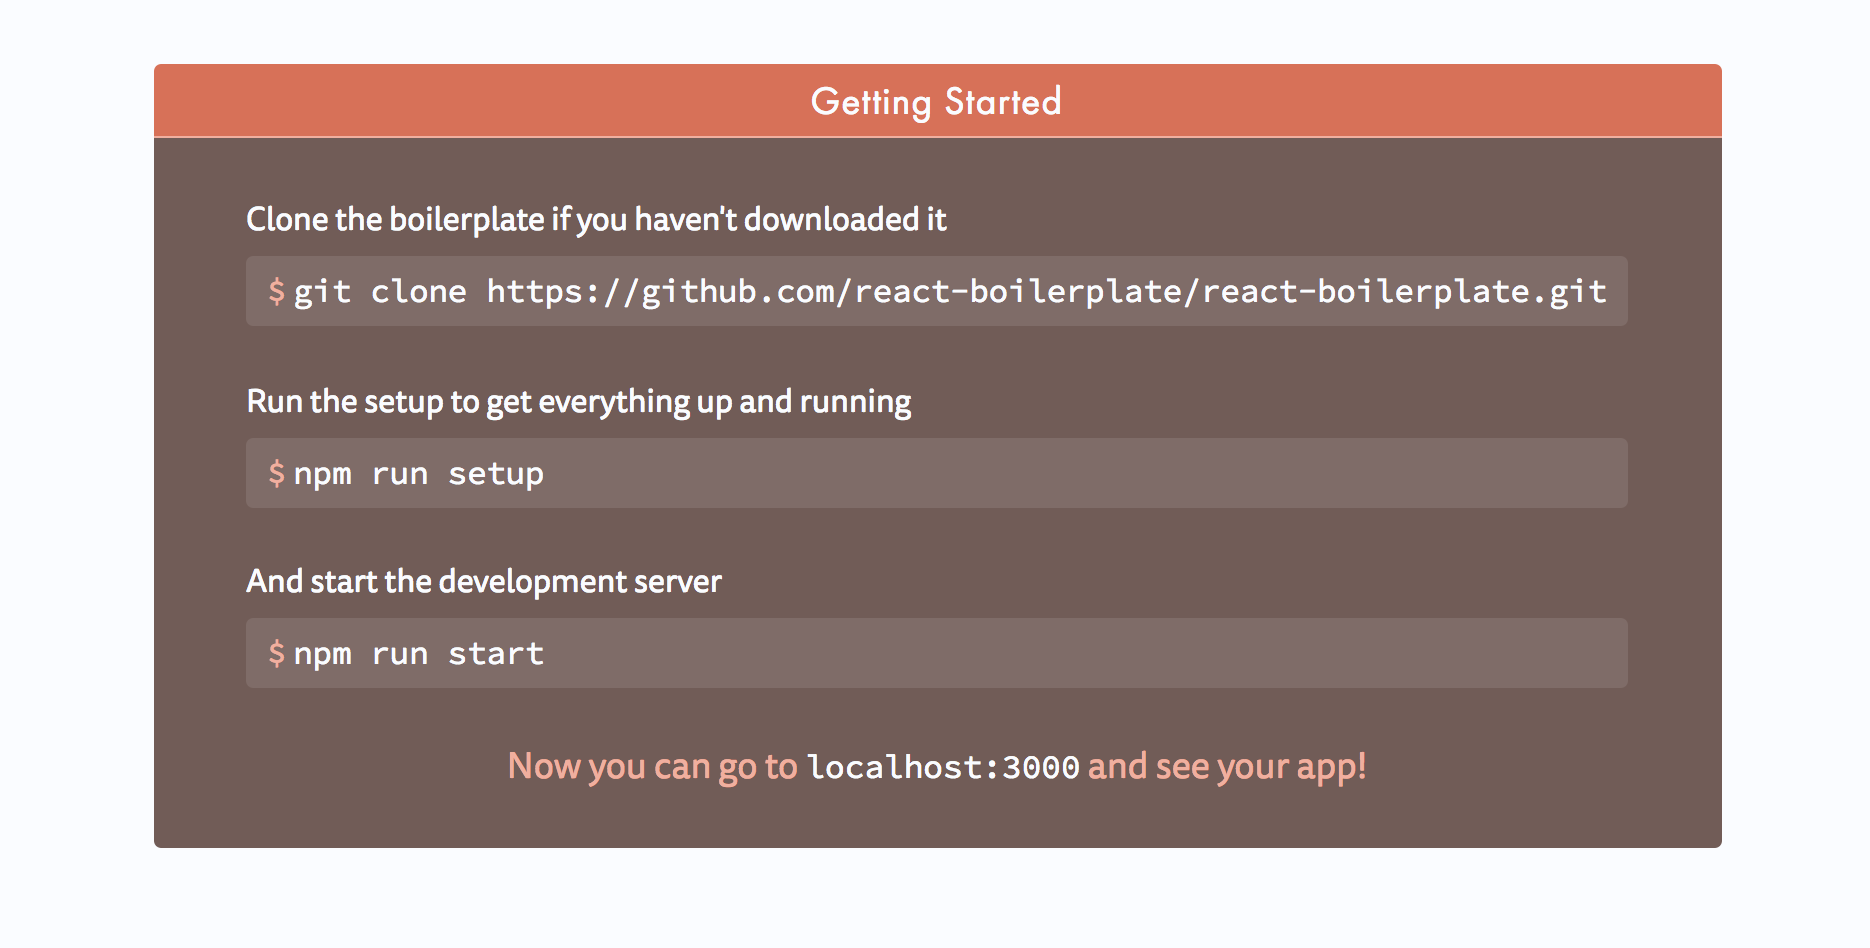 Getting Started
Clone the boilerplate if you haven't downloaded it
$ git clone https://github.com/react-boilerplate/react-boilerplate.git
Run the setup to get everything up and running
$ npm run setup
And start the development server
$ npm run start
Now you can go to localhost:3000 and see your app!